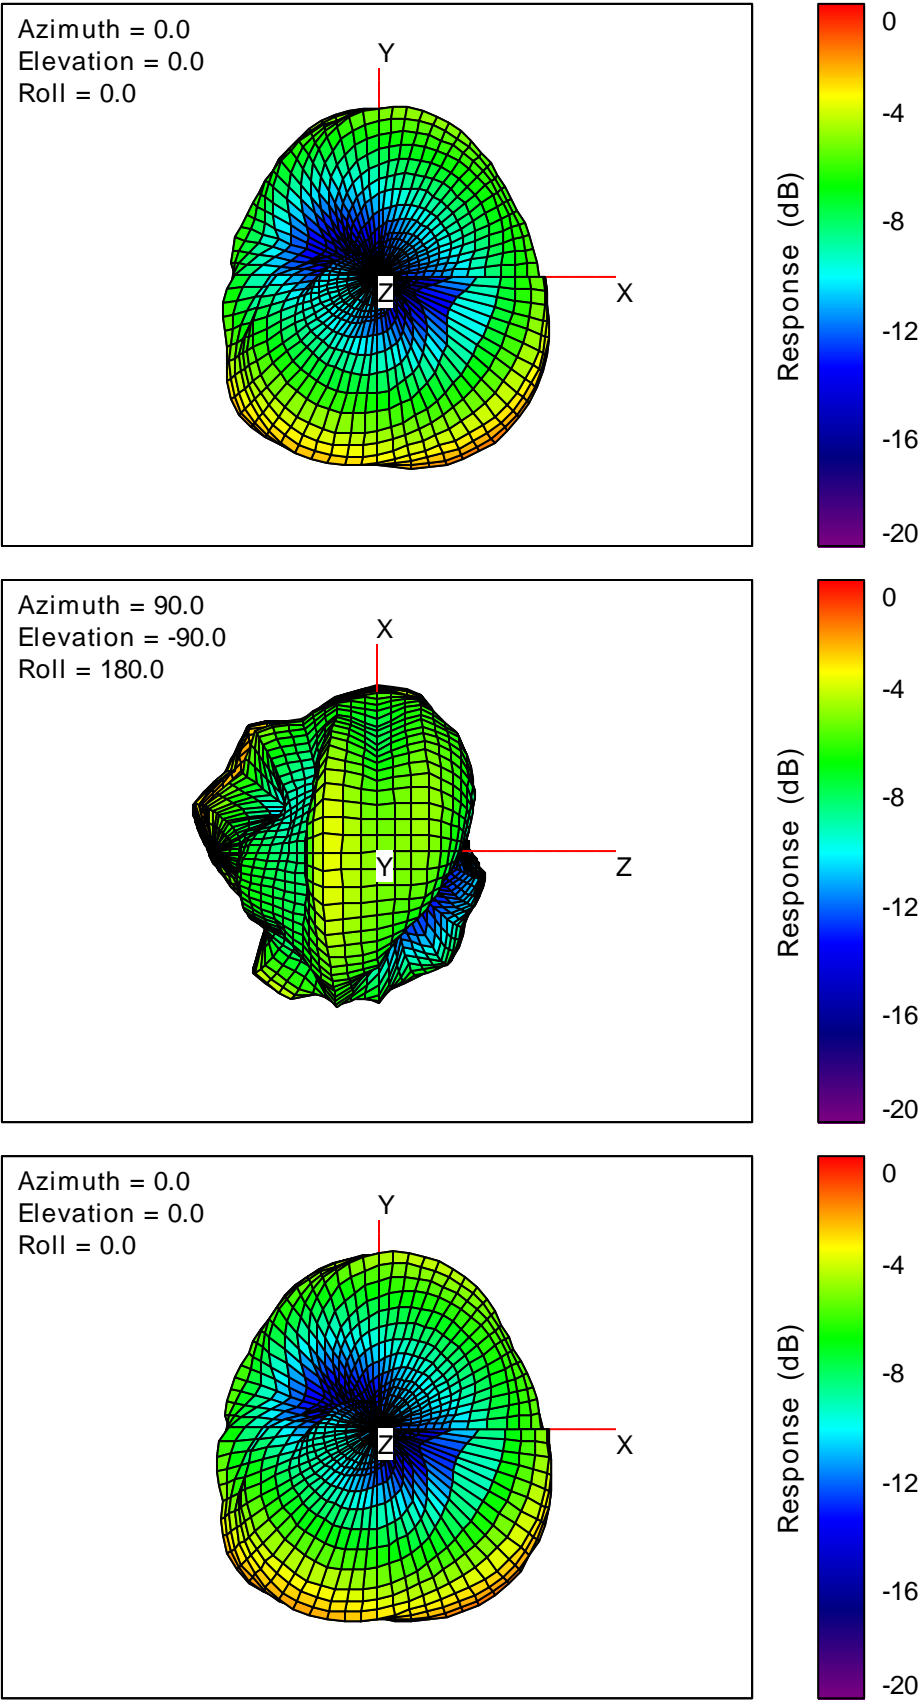 Azimuth = 0.0
Elevation = 0.0
Roll = 0.0
Y
Z
X
0
-4
-8
-12
-16
-20
Response (dB)
Azimuth = 90.0
Elevation = -90.0
Roll = 180.0
X
Y
Z
0
-4
-8
-12
-16
-20
Response (dB)
Azimuth = 0.0
Elevation = 0.0
Roll = 0.0
Y
Z
X
0
-4
-8
-12
-16
-20
Response (dB)